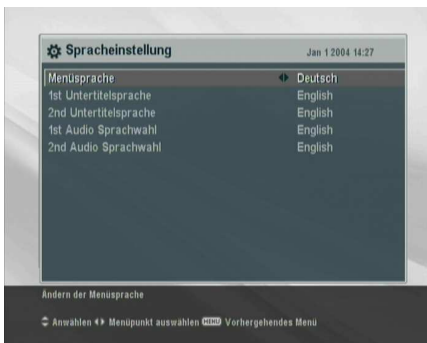 Spracheinstellung Jan 1 2004 14:27
Menüsprache Deutsch
1st Untertitelsprache English
2nd Untertitelsprache English
1st Audio Sprachwahl English
2nd Audio Sprachwahl English
Ändern der Menüsprache
Anwählen Menüpunkt auswählen MENU Vorhergehendes Menü